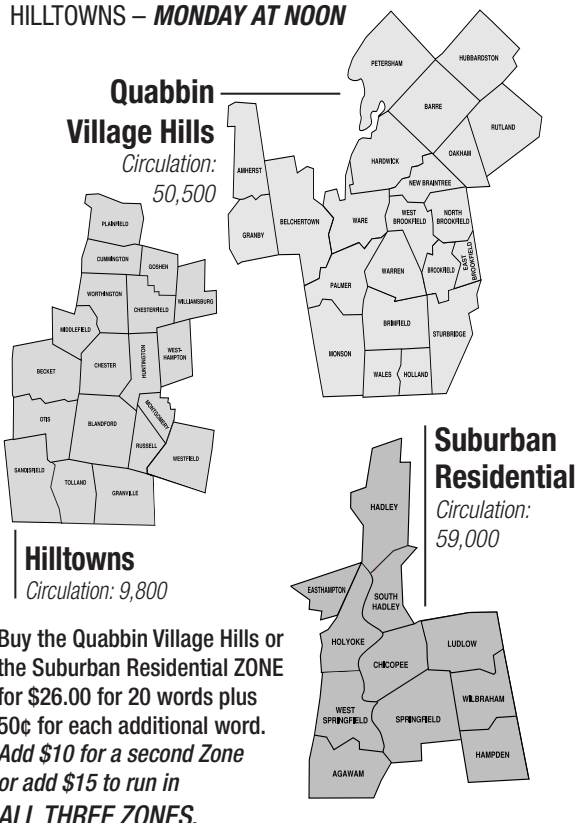 HILLTOWNS – MONDAY AT NOON
Quabbin
Village Hills
Circulation:
50,500
PETERSHAM
HUBBARDSTON
BARRE
RUTLAND
HARDWICK
OAKHAM
NEW BRAINTREE
AMHERST
BELCHERTOWN
GRANBY
WARE
WEST
BROOKFIELD
NORTH
BROOKFIELD
WARREN
BROOKFIELD
EAST
BROOKFIELD
PALMER
BRIMFIELD
STURBRIDGE
MONSON
WALES
HOLLAND
PLAINFIELD
CUMMINGTON
GOSHEN
WORTHINGTON
CHESTERFIELD
WILLIAMSBURG
MIDDLEFIELD
BECKET
CHESTER
HUNTINGTON
WEST-
HAMPTON
OTIS
BLANDFORD
MONTGOMERY
RUSSELL
WESTFIELD
SANDISFIELD
TOLLAND
GRANVILLE
Hilltowns
Circulation: 9,800
Suburban
Residential
Circulation:
59,000
HADLEY
EASTHAMPTON
SOUTH
HADLEY
HOLYOKE
CHICOPEE
LUDLOW
WEST
SPRINGFIELD
SPRINGFIELD
WILBRAHAM
AGAWAM
HAMPDEN
Buy the Quabbin Village Hills or
the Suburban Residential ZONE
for $26.00 for 20 words plus
50¢ for each additional word.
Add $10 for a second Zone
or add $15 to run in
ALL THREE ZONES.